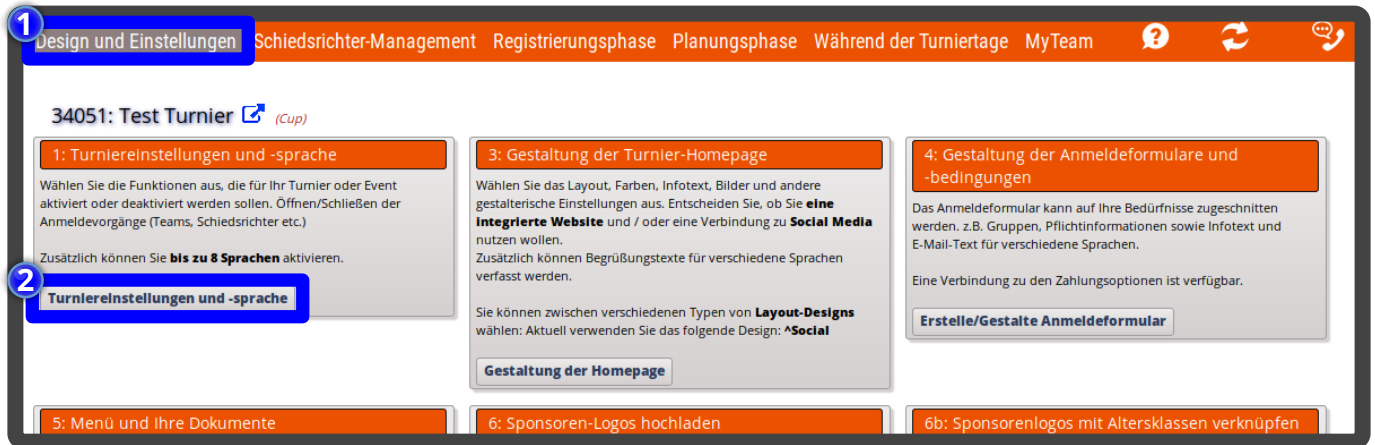 1
Design und Einstellungen Schiedsrichter-Management Registrierungsphase Planungsphase Während der Turniertage MyTeam ?
34051: Test Turnier (Cup)
1: Turniereinstellungen und -sprache
Wählen Sie die Funktionen aus, die für Ihr Turnier oder Event
aktiviert oder deaktiviert werden sollen. Öffnen/Schließen der
Anmeldevorgänge (Teams, Schiedsrichter etc.)
Zusätzlich können Sie bis zu 8 Sprachen aktivieren.
2
Turniereinstellungen und -sprache
3: Gestaltung der Turnier-Homepage
Wählen Sie das Layout, Farben, Infotext, Bilder und andere
gestalterische Einstellungen aus. Entscheiden Sie, ob Sie eine
integrierte Website und / oder eine Verbindung zu Social Media
nutzen wollen.
Zusätzlich können Begrüßungstexte für verschiedene Sprachen
verfasst werden.
Sie können zwischen verschiedenen Typen von Layout-Designs
wählen: Aktuell verwenden Sie das folgende Design: ^Social
Gestaltung der Homepage
4: Gestaltung der Anmeldeformulare und
-bedingungen
Das Anmeldeformular kann auf Ihre Bedürfnisse zugeschnitten
werden. z.B. Gruppen, Pflichtinformationen sowie Infotext und
E-Mail-Text für verschiedene Sprachen.
Eine Verbindung zu den Zahlungsoptionen ist verfügbar.
Erstelle/Gestalte Anmeldeformular
5: Menü und Ihre Dokumente
6: Sponsoren-Logos hochladen
6b: Sponsorenlogos mit Altersklassen verknüpfen